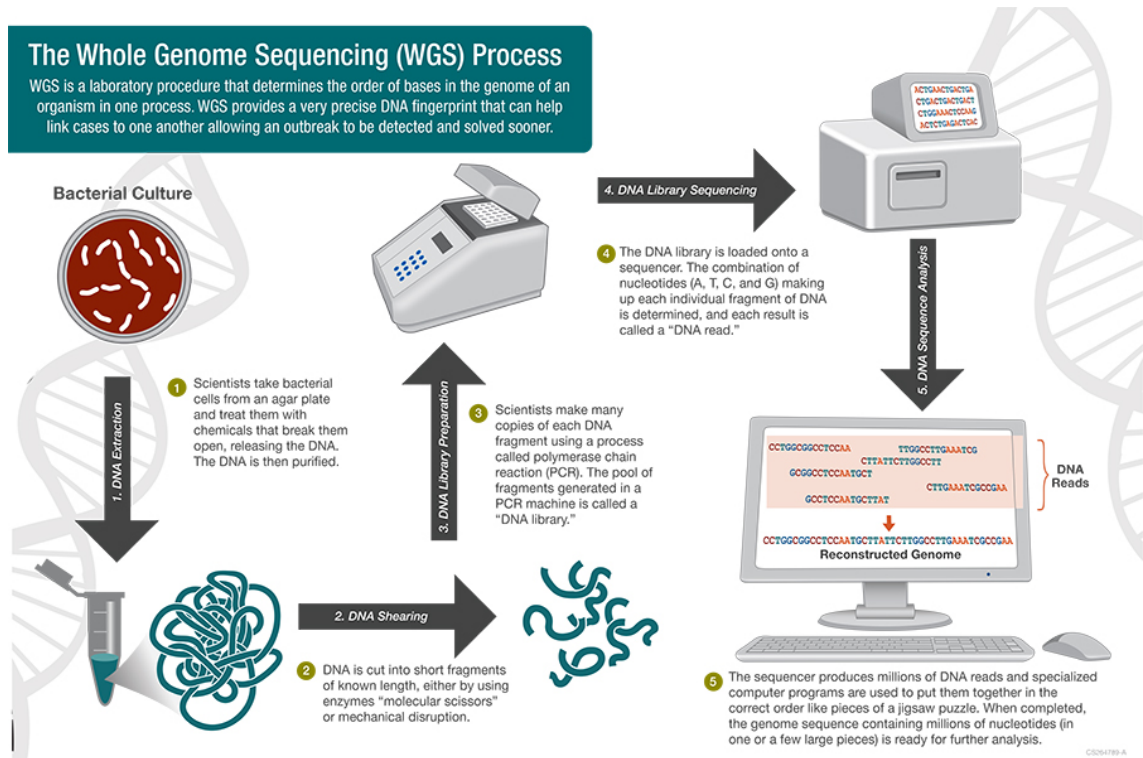 The Whole Genome Sequencing (WGS) Process
WGS is a laboratory procedure that determines the order of bases in the genome of an
organism in one process. WGS provides a very precise DNA fingerprint that can help
link cases to one another allowing an outbreak to be detected and solved sooner.
Bacterial Culture
1. DNA Extraction
1
Scientists take bacterial
cells from an agar plate
and treat them with
chemicals that break them
open, releasing the DNA.
The DNA is then purified.
2. DNA Shearing
2
DNA is cut into short fragments
of known length, either by using
enzymes “molecular scissors”
or mechanical disruption.
3. DNA Library Preparation
3
Scientists make many
copies of each DNA
fragment using a process
called polymerase chain
reaction (PCR). The pool of
fragments generated in a
PCR machine is called a
“DNA library.”
4. DNA Library Sequencing
4
The DNA library is loaded onto a
sequencer. The combination of
nucleotides (A, T, C, and G) making
up each individual fragment of DNA
is determined, and each result is
called a “DNA read.”
ACTGAACTGACTGA
CTGACTGACTGACT
CTGGAAACTCCAAG
ACTCTGAGACTCAC
5. DNA Sequence Analysis
CCTGGCGGCCTCCAA
TTGGCCTTGAAATCG
CTTATTCTTGGCCTT
GCGGCCTCCAATGCT
CTTGAAATCGCCGAA
GCCTCCAATGCTTAT
DNA
Reads
CCTGGCGGCCTCCAATGCTTATTCTTGGCCTTGAAATCGCCGAA
Reconstructed Genome
5
The sequencer produces millions of DNA reads and specialized
computer programs are used to put them together in the
correct order like pieces of a jigsaw puzzle. When completed,
the genome sequence containing millions of nucleotides (in
one or a few large pieces) is ready for further analysis.
CS264789-A